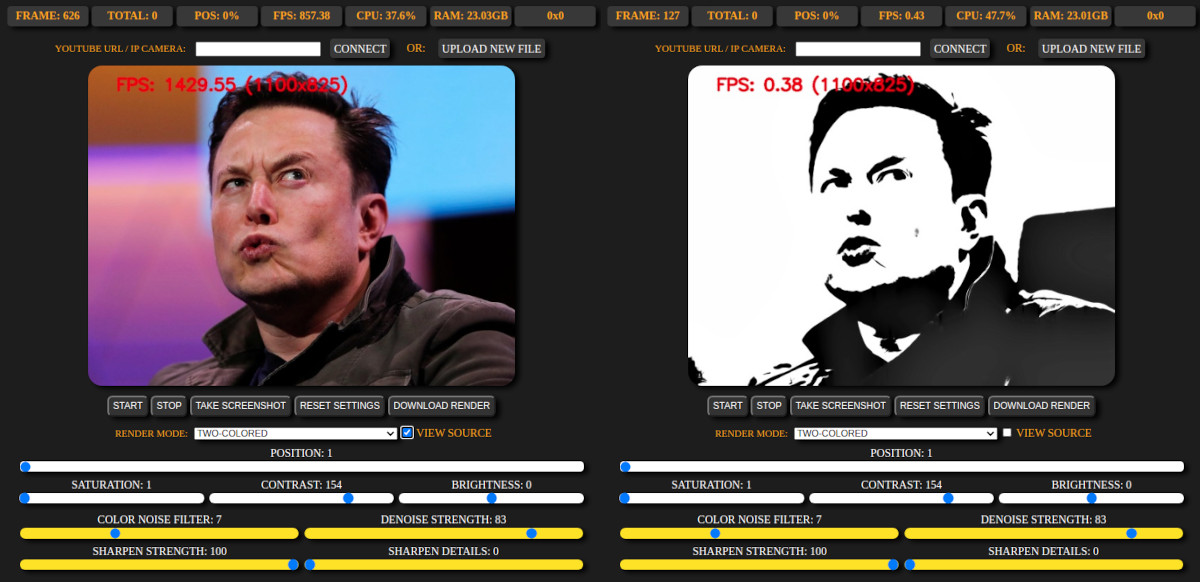 FRAME: 626 TOTAL: 0 POS: 0% FPS: 857.38 CPU: 37.6% RAM: 23.03GB 0x0
YOUTUBE URL / IP CAMERA: CONNECT OR: UPLOAD NEW FILE
FPS: 1429.55 (1100x825)
START STOP TAKE SCREENSHOT RESET SETTINGS DOWNLOAD RENDER
RENDER MODE: TWO-COLORED VIEW SOURCE
POSITION: 1
SATURATION: 1 CONTRAST: 154 BRIGHTNESS: 0
COLOR NOISE FILTER: 7 DENOISE STRENGTH: 83
SHARPEN STRENGTH: 100 SHARPEN DETAILS: 0
FRAME: 127 TOTAL: 0 POS: 0% FPS: 0.43 CPU: 47.7% RAM: 23.01GB 0x0
YOUTUBE URL / IP CAMERA: CONNECT OR: UPLOAD NEW FILE
FPS: 0.38 (1100x825)
START STOP TAKE SCREENSHOT RESET SETTINGS DOWNLOAD RENDER
RENDER MODE: TWO-COLORED VIEW SOURCE
POSITION: 1
SATURATION: 1 CONTRAST: 154 BRIGHTNESS: 0
COLOR NOISE FILTER: 7 DENOISE STRENGTH: 83
SHARPEN STRENGTH: 100 SHARPEN DETAILS: 0